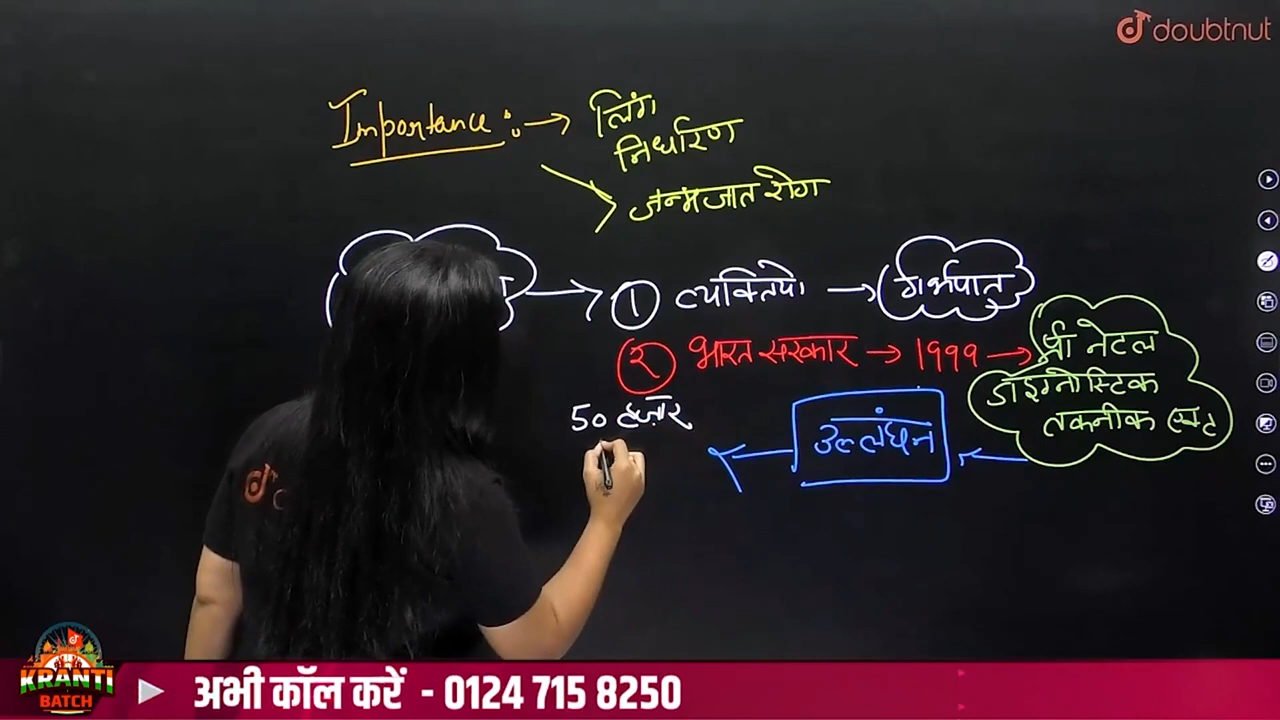 doubtnut
Importance :- → लिंग
निर्धारण
जन्मजात रोग
→ ① व्यक्तियो → गर्भपात
② भारत सरकार → 1999 → प्री नेटल
डाइग्नोस्टिक
तकनीक एक्ट
उल्लंघन
50 हज़ार
KRANTI
BATCH
अभी कॉल करें - 0124 715 8250